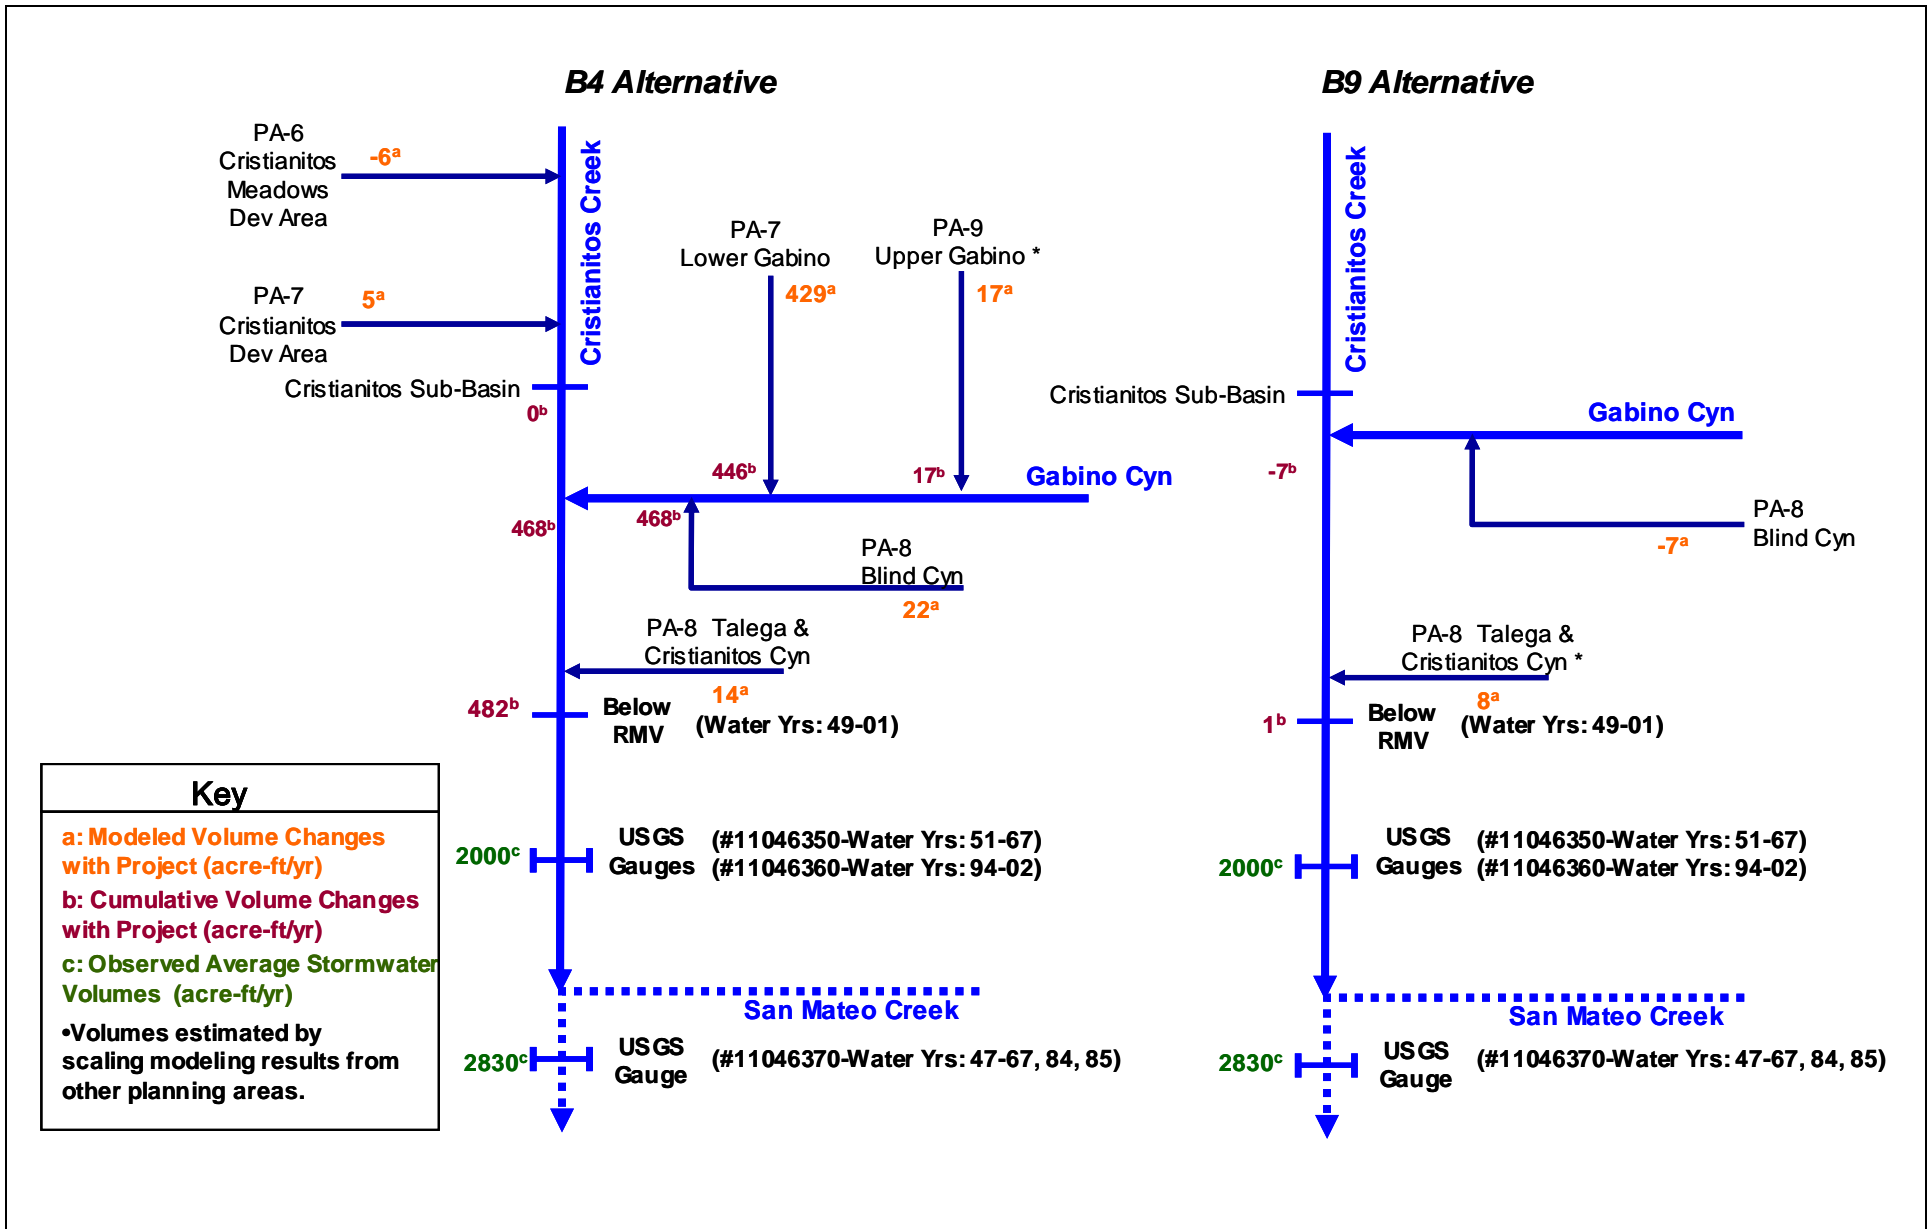 B4 Alternative
PA-6
Cristianitos
Meadows
Dev Area
-6ᵃ
PA-7
Cristianitos
Dev Area
5ᵃ
Cristianitos Creek
Cristianitos Sub-Basin
0ᵇ
PA-7
Lower Gabino
429ᵃ
PA-9
Upper Gabino *
17ᵃ
446ᵇ
17ᵇ
Gabino Cyn
468ᵇ
468ᵇ
PA-8
Blind Cyn
22ᵃ
PA-8 Talega &
Cristianitos Cyn
14ᵃ
482ᵇ
Below
RMV
(Water Yrs: 49-01)
2000ᶜ
USGS
Gauges
(#11046350-Water Yrs: 51-67)
(#11046360-Water Yrs: 94-02)
San Mateo Creek
2830ᶜ
USGS
Gauge
(#11046370-Water Yrs: 47-67, 84, 85)
B9 Alternative
Cristianitos Creek
Cristianitos Sub-Basin
Gabino Cyn
-7ᵇ
PA-8
Blind Cyn
-7ᵃ
PA-8 Talega &
Cristianitos Cyn *
8ᵃ
1ᵇ
Below
RMV
(Water Yrs: 49-01)
2000ᶜ
USGS
Gauges
(#11046350-Water Yrs: 51-67)
(#11046360-Water Yrs: 94-02)
San Mateo Creek
2830ᶜ
USGS
Gauge
(#11046370-Water Yrs: 47-67, 84, 85)
Key
a: Modeled Volume Changes
with Project (acre-ft/yr)
b: Cumulative Volume Changes
with Project (acre-ft/yr)
c: Observed Average Stormwater
Volumes (acre-ft/yr)
•Volumes estimated by
scaling modeling results from
other planning areas.